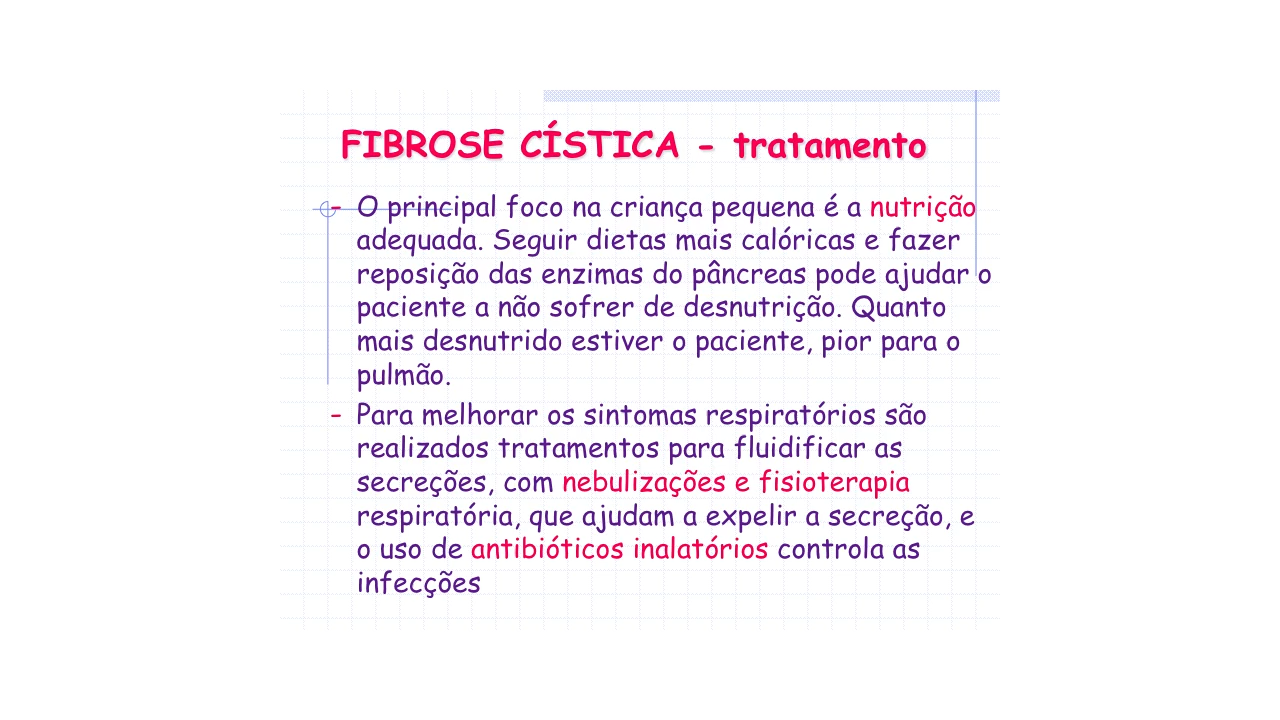 FIBROSE CÍSTICA - tratamento
- O principal foco na criança pequena é a nutrição
adequada. Seguir dietas mais calóricas e fazer
reposição das enzimas do pâncreas pode ajudar o
paciente a não sofrer de desnutrição. Quanto
mais desnutrido estiver o paciente, pior para o
pulmão.
- Para melhorar os sintomas respiratórios são
realizados tratamentos para fluidificar as
secreções, com nebulizações e fisioterapia
respiratória, que ajudam a expelir a secreção, e
o uso de antibióticos inalatórios controla as
infecções